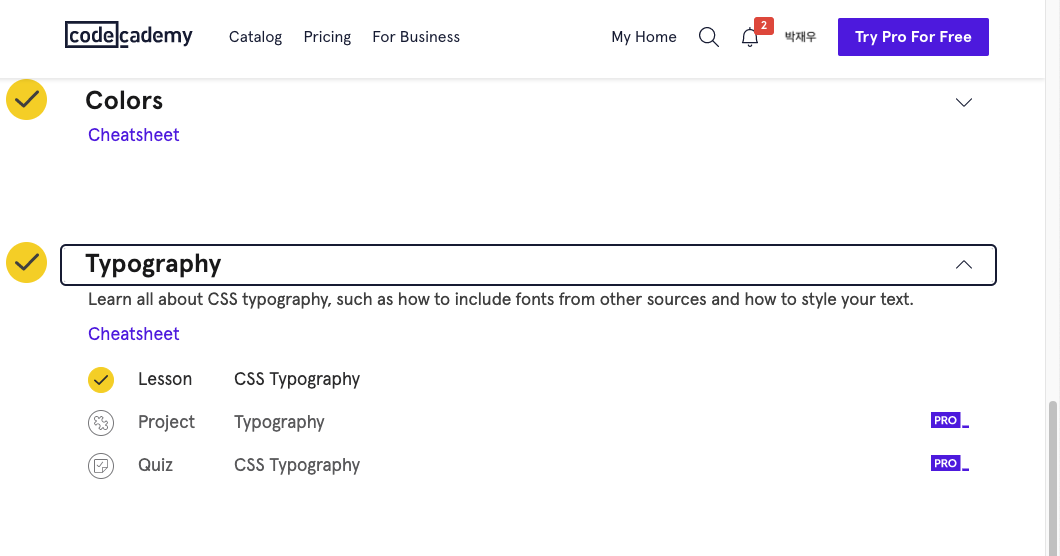 codecademy Catalog Pricing For Business My Home 2 박재우 Try Pro For Free
Colors
Cheatsheet
Typography
Learn all about CSS typography, such as how to include fonts from other sources and how to style your text.
Cheatsheet
Lesson CSS Typography
Project Typography PRO
Quiz CSS Typography PRO